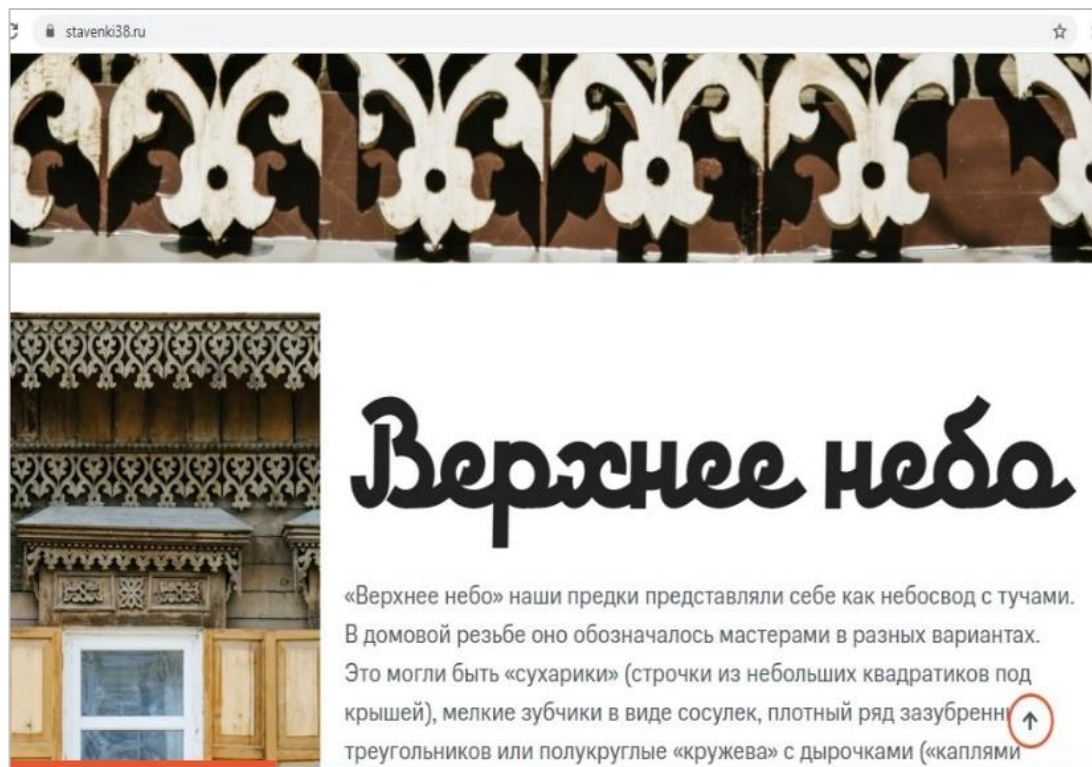 stavenki38.ru
Верхнее небо
«Верхнее небо» наши предки представляли себе как небосвод с тучами.
В домовой резьбе оно обозначалось мастерами в разных вариантах.
Это могли быть «сухарики» (строчки из небольших квадратиков под
крышей), мелкие зубчики в виде сосулек, плотный ряд зазубренн
треугольников или полукруглые «кружева» с дырочками («каплями